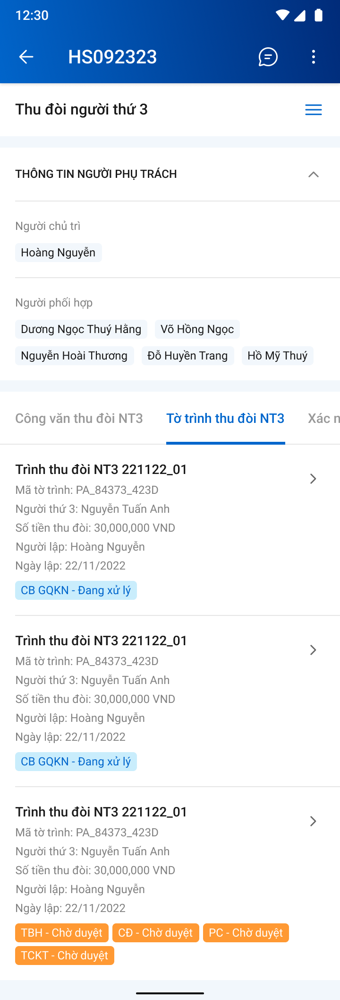 12:30
HS092323
Thu đòi người thứ 3
THÔNG TIN NGƯỜI PHỤ TRÁCH
Người chủ trì
Hoàng Nguyễn
Người phối hợp
Dương Ngọc Thuý Hằng Võ Hồng Ngọc
Nguyễn Hoài Thương Đỗ Huyền Trang Hồ Mỹ Thuý
Công văn thu đòi NT3 Tờ trình thu đòi NT3 Xác n
Trình thu đòi NT3 221122_01
Mã tờ trình: PA_84373_423D
Người thứ 3: Nguyễn Tuấn Anh
Số tiền thu đòi: 30,000,000 VND
Người lập: Hoàng Nguyễn
Ngày lập: 22/11/2022
CB GQKN - Đang xử lý
Trình thu đòi NT3 221122_01
Mã tờ trình: PA_84373_423D
Người thứ 3: Nguyễn Tuấn Anh
Số tiền thu đòi: 30,000,000 VND
Người lập: Hoàng Nguyễn
Ngày lập: 22/11/2022
CB GQKN - Đang xử lý
Trình thu đòi NT3 221122_01
Mã tờ trình: PA_84373_423D
Người thứ 3: Nguyễn Tuấn Anh
Số tiền thu đòi: 30,000,000 VND
Người lập: Hoàng Nguyễn
Ngày lập: 22/11/2022
TBH - Chờ duyệt CĐ - Chờ duyệt PC - Chờ duyệt
TCKT - Chờ duyệt